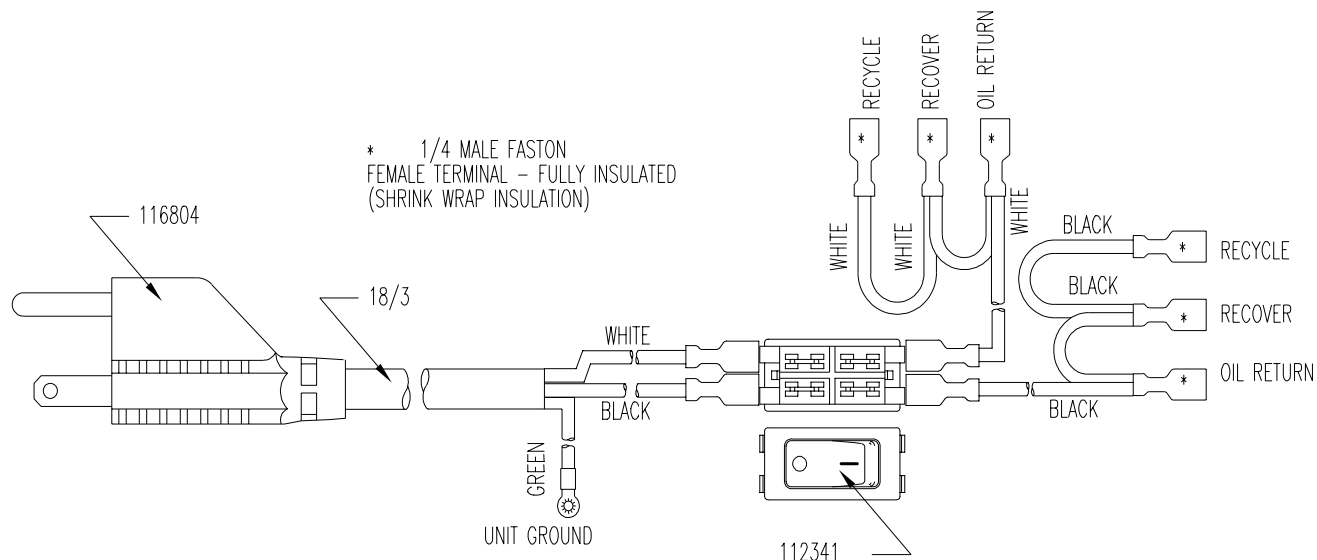 RECYCLE
RECOVER
OIL RETURN
* 1/4 MALE FASTON
FEMALE TERMINAL – FULLY INSULATED
(SHRINK WRAP INSULATION)
* * *
116804
WHITE
WHITE
WHITE
BLACK
* RECYCLE
BLACK
* RECOVER
18/3
WHITE
* OIL RETURN
BLACK
BLACK
GREEN
UNIT GROUND
112341